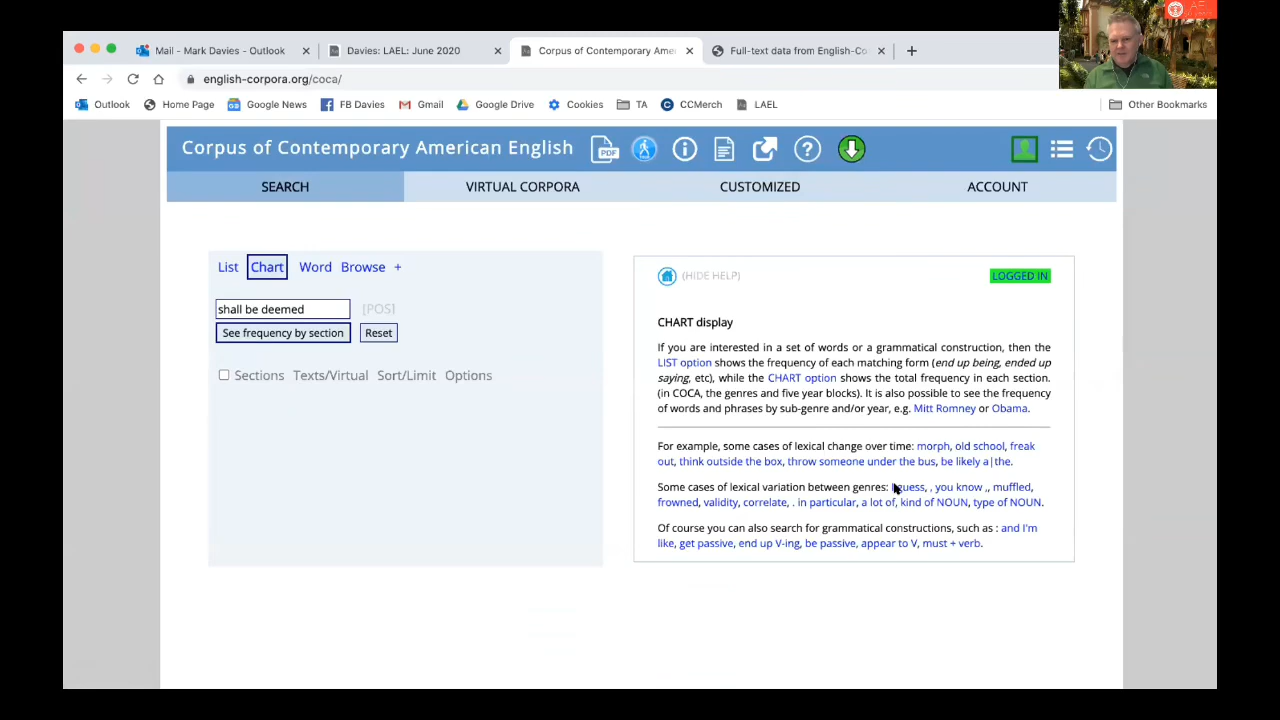 Mail - Mark Davies - Outlook
Davies: LAEL: June 2020
Corpus of Contemporary Ame
Full-text data from English-Co
english-corpora.org/coca/
Outlook Home Page Google News FB Davies Gmail Google Drive Cookies TA CCMerch LAEL Other Bookmarks
Corpus of Contemporary American English PDF
SEARCH VIRTUAL CORPORA CUSTOMIZED ACCOUNT
List Chart Word Browse +
shall be deemed [POS]
See frequency by section Reset
Sections Texts/Virtual Sort/Limit Options
(HIDE HELP) LOGGED IN
CHART display
If you are interested in a set of words or a grammatical construction, then the
LIST option shows the frequency of each matching form (end up being, ended up
saying, etc), while the CHART option shows the total frequency in each section.
(in COCA, the genres and five year blocks). It is also possible to see the frequency
of words and phrases by sub-genre and/or year, e.g. Mitt Romney or Obama.
For example, some cases of lexical change over time: morph, old school, freak
out, think outside the box, throw someone under the bus, be likely a|the.
Some cases of lexical variation between genres: guess, , you know ,, muffled,
frowned, validity, correlate, . in particular, a lot of, kind of NOUN, type of NOUN.
Of course you can also search for grammatical constructions, such as : and I'm
like, get passive, end up V-ing, be passive, appear to V, must + verb.